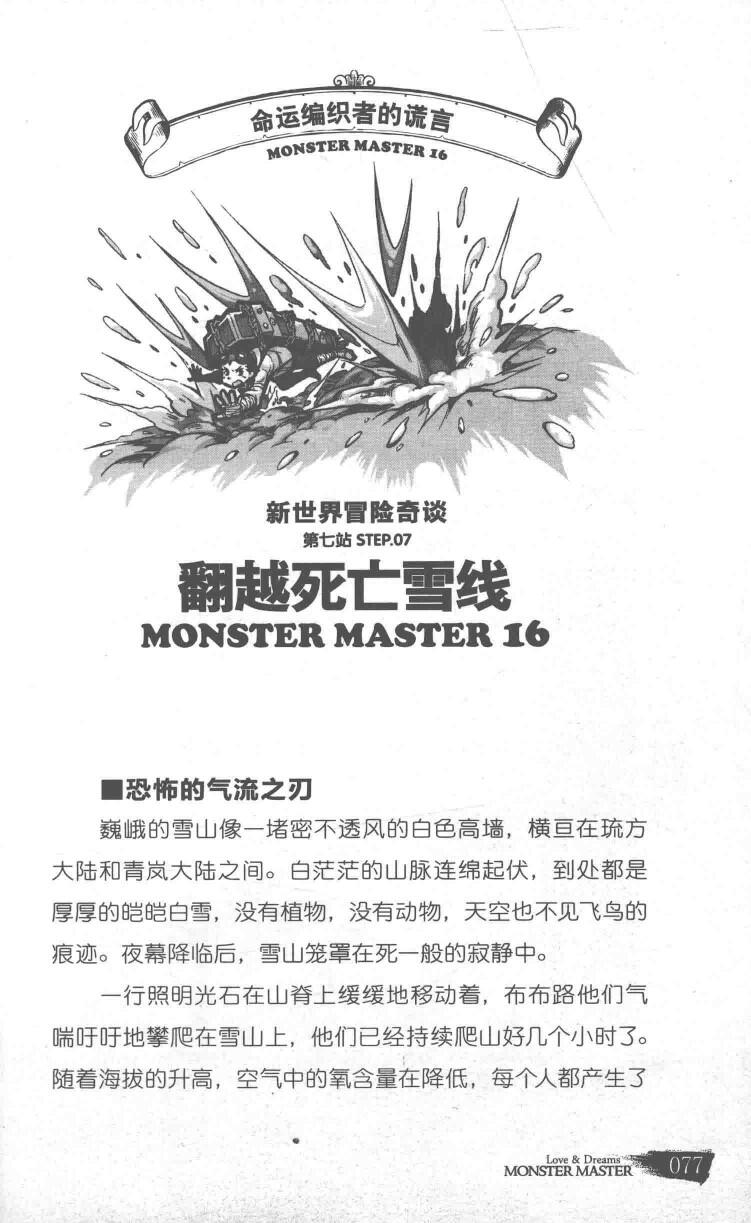 命运编织者的谎言
MONSTER MASTER 16
新世界冒险奇谈
第七站 STEP.07
翻越死亡雪线
MONSTER MASTER 16
■恐怖的气流之刃
巍峨的雪山像一堵密不透风的白色高墙，横亘在琉方
大陆和青岚大陆之间。白茫茫的山脉连绵起伏，到处都是
厚厚的皑皑白雪，没有植物，没有动物，天空也不见飞鸟的
痕迹。夜幕降临后，雪山笼罩在死一般的寂静中。
一行照明光石在山脊上缓缓地移动着，布布路他们气
喘吁吁地攀爬在雪山上，他们已经持续爬山好几个小时了。
随着海拔的升高，空气中的氧含量在降低，每个人都产生了
Love & Dreams
MONSTER MASTER 077